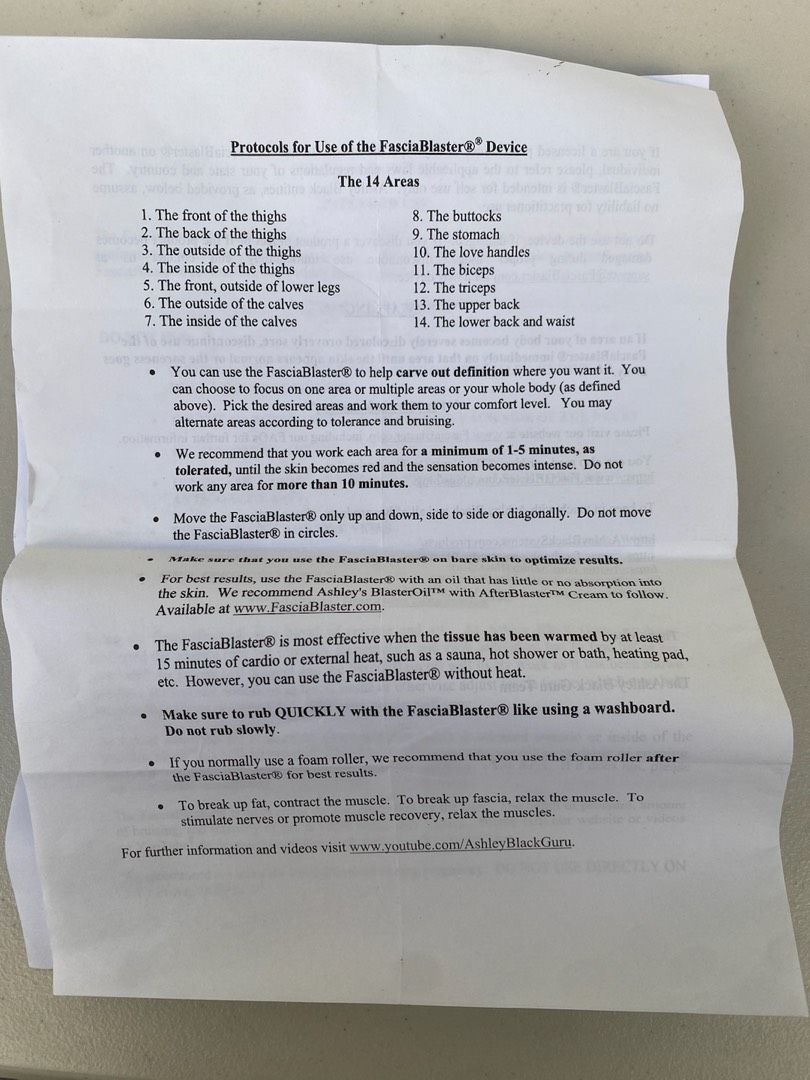 Protocols for Use of the FasciaBlaster®® Device
The 14 Areas
1. The front of the thighs
2. The back of the thighs
3. The outside of the thighs
4. The inside of the thighs
5. The front, outside of lower legs
6. The outside of the calves
7. The inside of the calves
8. The buttocks
9. The stomach
10. The love handles
11. The biceps
12. The triceps
13. The upper back
14. The lower back and waist
• You can use the FasciaBlaster® to help carve out definition where you want it. You
can choose to focus on one area or multiple areas or your whole body (as defined
above). Pick the desired areas and work them to your comfort level. You may
alternate areas according to tolerance and bruising.
• We recommend that you work each area for a minimum of 1-5 minutes, as
tolerated, until the skin becomes red and the sensation becomes intense. Do not
work any area for more than 10 minutes.
• Move the FasciaBlaster® only up and down, side to side or diagonally. Do not move
the FasciaBlaster® in circles.
• Make sure that you use the FasciaBlaster® on bare skin to optimize results.
• For best results, use the FasciaBlaster® with an oil that has little or no absorption into
the skin. We recommend Ashley's BlasterOil™ with AfterBlaster™ Cream to follow.
Available at www.FasciaBlaster.com.
• The FasciaBlaster® is most effective when the tissue has been warmed by at least
15 minutes of cardio or external heat, such as a sauna, hot shower or bath, heating pad,
etc. However, you can use the FasciaBlaster® without heat.
• Make sure to rub QUICKLY with the FasciaBlaster® like using a washboard.
Do not rub slowly.
• If you normally use a foam roller, we recommend that you use the foam roller after
the FasciaBlaster® for best results.
• To break up fat, contract the muscle. To break up fascia, relax the muscle. To
stimulate nerves or promote muscle recovery, relax the muscles.
For further information and videos visit www.youtube.com/AshleyBlackGuru.